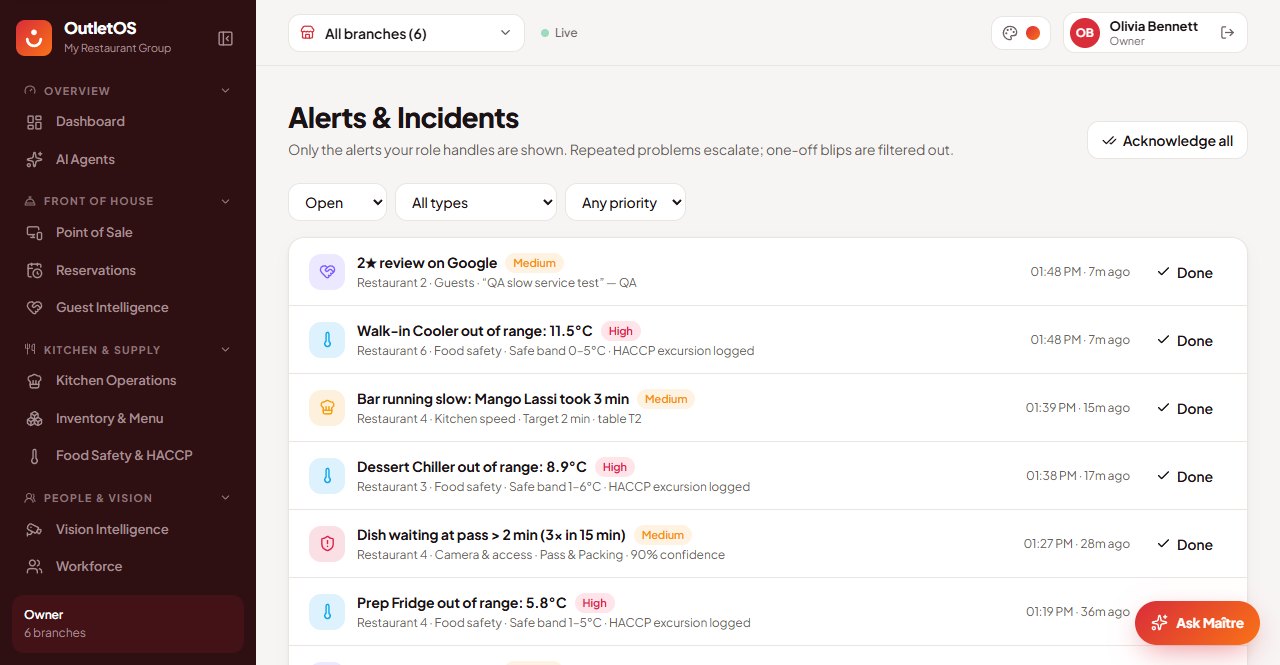 OutletOS
My Restaurant Group
OVERVIEW
Dashboard
AI Agents
FRONT OF HOUSE
Point of Sale
Reservations
Guest Intelligence
KITCHEN & SUPPLY
Kitchen Operations
Inventory & Menu
Food Safety & HACCP
PEOPLE & VISION
Vision Intelligence
Workforce
Owner
6 branches
All branches (6)
Live
OB
Olivia Bennett
Owner
Alerts & Incidents
Only the alerts your role handles are shown. Repeated problems escalate; one-off blips are filtered out.
Acknowledge all
Open
All types
Any priority
2★ review on Google Medium
Restaurant 2 · Guests · “QA slow service test” — QA
01:48 PM · 7m ago
Done
Walk-in Cooler out of range: 11.5°C High
Restaurant 6 · Food safety · Safe band 0–5°C · HACCP excursion logged
01:48 PM · 7m ago
Done
Bar running slow: Mango Lassi took 3 min Medium
Restaurant 4 · Kitchen speed · Target 2 min · table T2
01:39 PM · 15m ago
Done
Dessert Chiller out of range: 8.9°C High
Restaurant 3 · Food safety · Safe band 1–6°C · HACCP excursion logged
01:38 PM · 17m ago
Done
Dish waiting at pass > 2 min (3× in 15 min) Medium
Restaurant 4 · Camera & access · Pass & Packing · 90% confidence
01:27 PM · 28m ago
Done
Prep Fridge out of range: 5.8°C High
Restaurant 4 · Food safety · Safe band 1–5°C · HACCP excursion logged
01:19 PM · 36m ago
Ask Maître